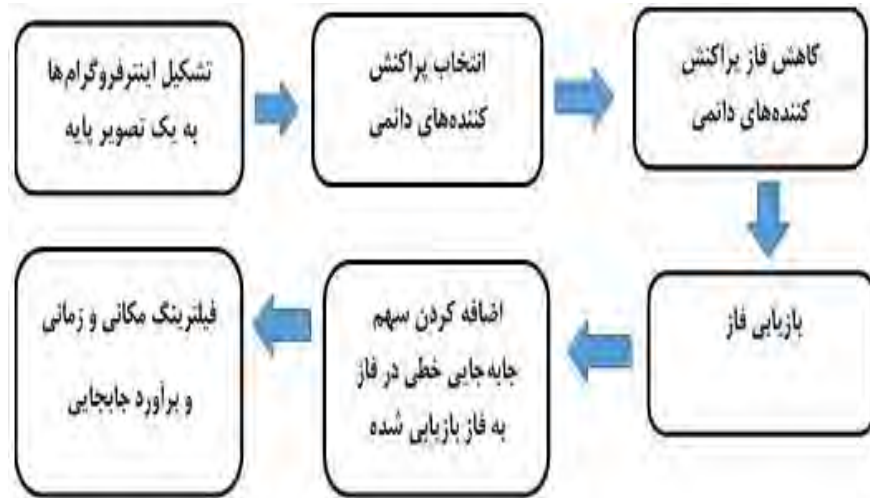 تشکیل اینترفروگرام‌ها
به یک تصویر پایه
انتخاب پراکنش
کننده‌های دائمی
کاهش فاز پراکنش
کننده‌های دائمی
بازیابی فاز
اضافه کردن سهم
جابه‌جایی خطی در فاز
به فاز بازیابی شده
فیلترینگ مکانی و زمانی
و برآورد جابجایی